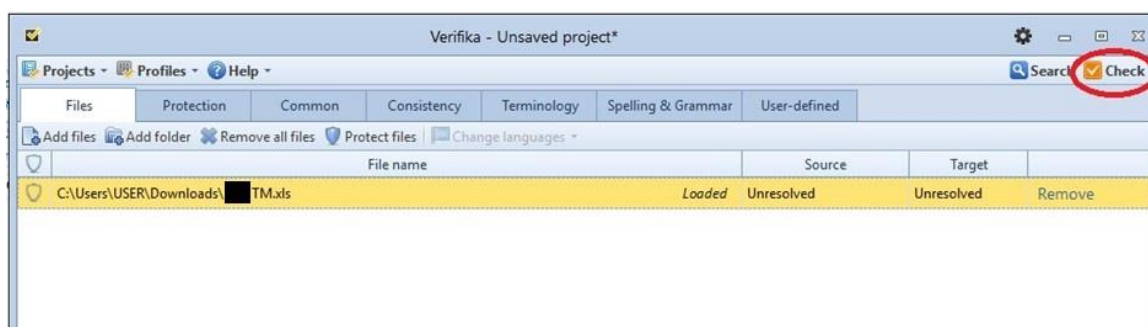 Verifika - Unsaved project*
Projects Profiles Help Search Check
Files Protection Common Consistency Terminology Spelling & Grammar User-defined
Add files Add folder Remove all files Protect files Change languages
File name Source Target
C:\Users\USER\Downloads\ TM.xls Loaded Unresolved Unresolved Remove